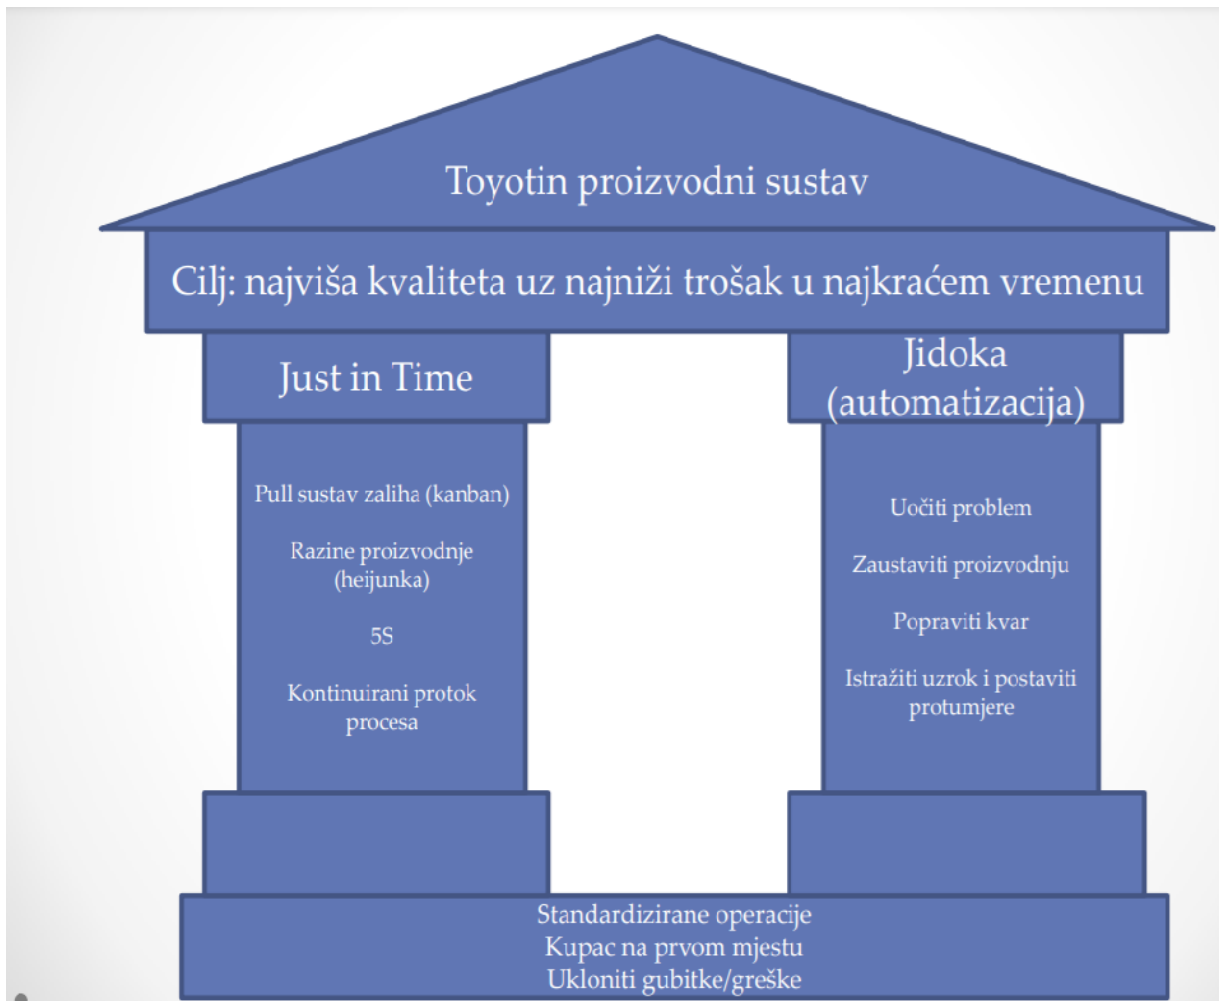 Toyotin proizvodni sustav
Cilj: najviša kvaliteta uz najniži trošak u najkraćem vremenu
Just in Time
Pull sustav zaliha (kanban)
Razine proizvodnje
(heijunka)
5S
Kontinuirani protok
procesa
Jidoka
(automatizacija)
Uočiti problem
Zaustaviti proizvodnju
Popraviti kvar
Istražiti uzrok i postaviti
protumjere
Standardizirane operacije
Kupac na prvom mjestu
Ukloniti gubitke/greške